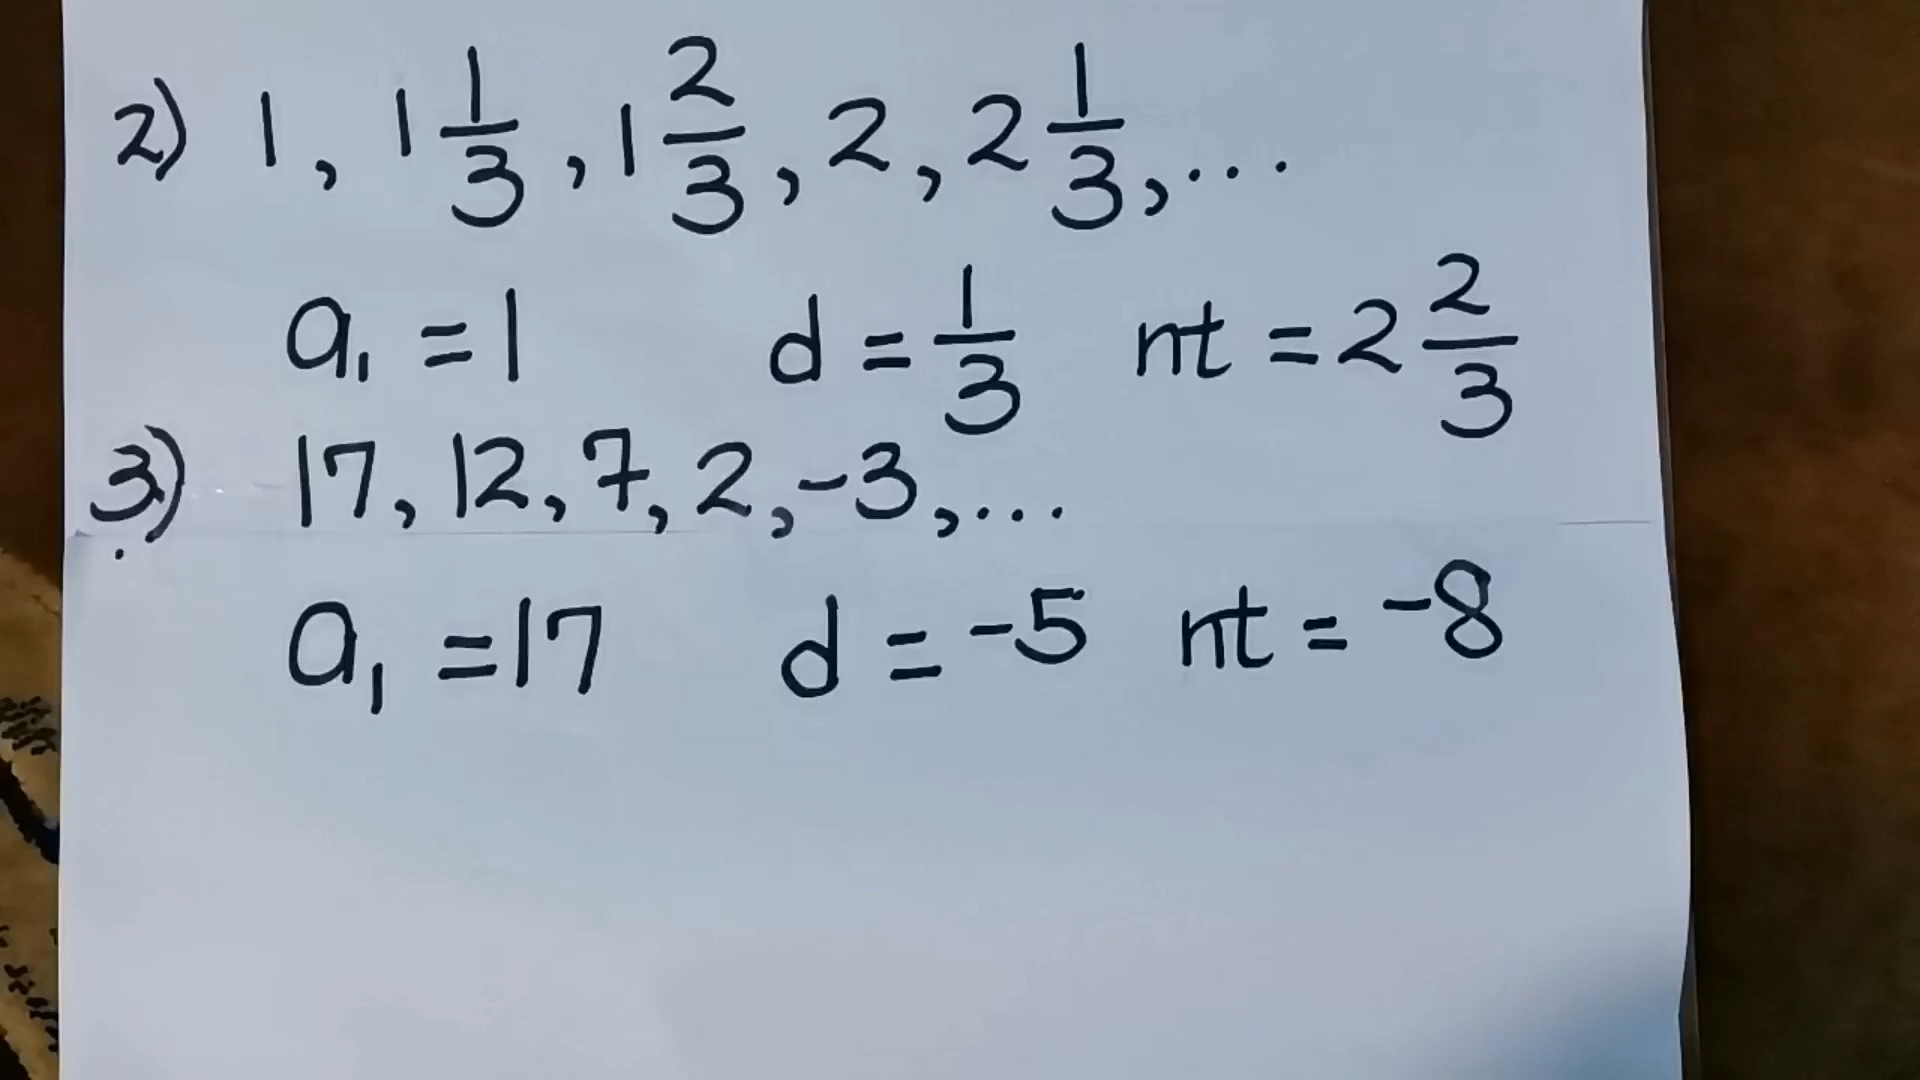 2) 1, 1 1/3, 1 2/3, 2, 2 1/3, ...
a₁ = 1 d = 1/3 nt = 2 2/3
3) 17, 12, 7, 2, -3, ...
a₁ = 17 d = -5 nt = -8